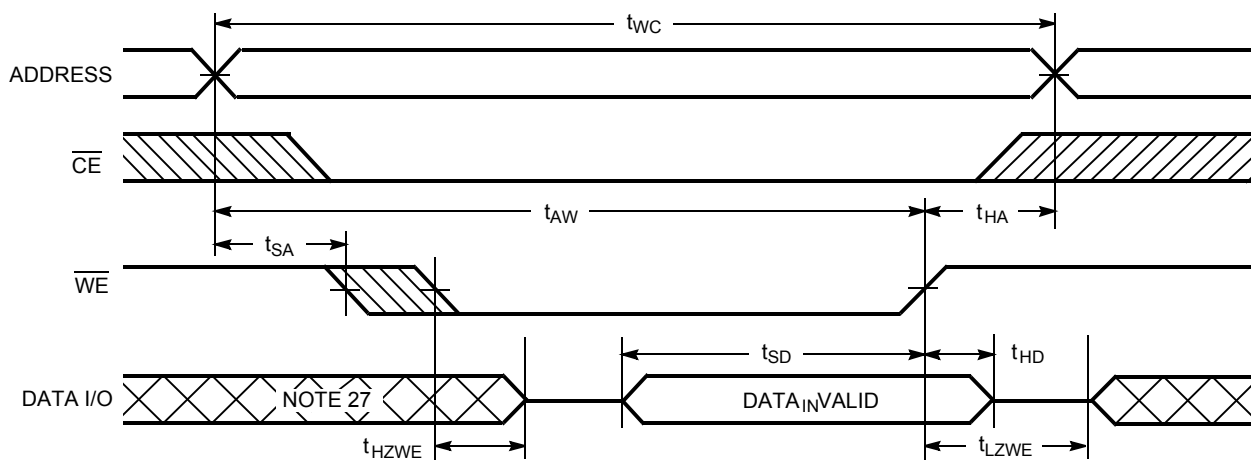 tWC
ADDRESS
CE
tAW
tHA
tSA
WE
tSD
tHD
DATA I/O
NOTE 27
DATAINVALID
tHZWE
tLZWE